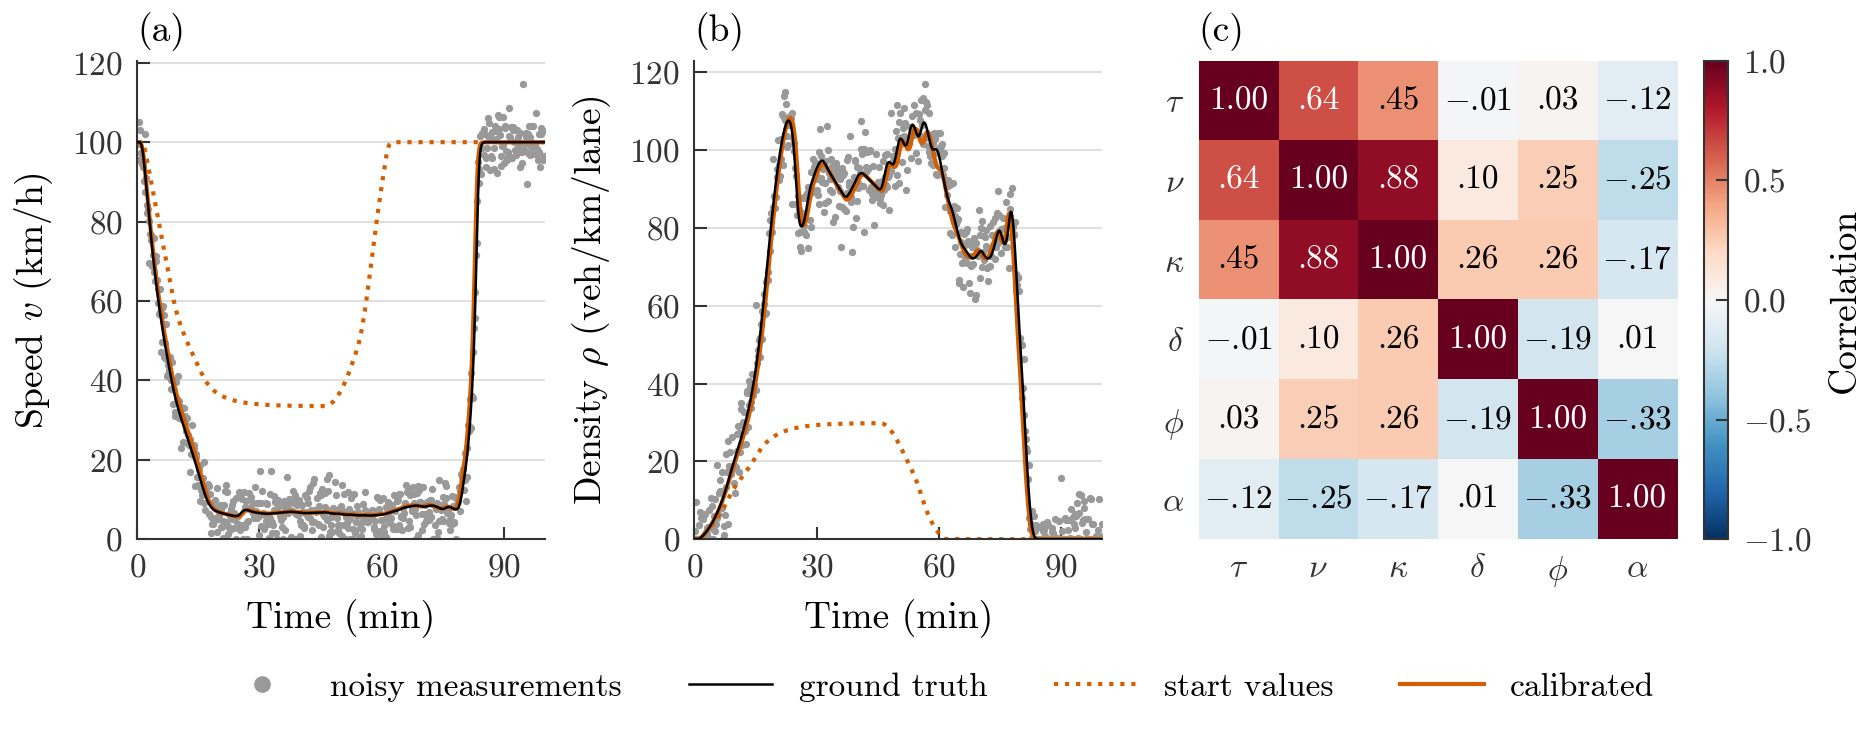 (a)
120
100
80
60
40
20
0
0 30 60 90
Speed v (km/h)
Time (min)
(b)
120
100
80
60
40
20
0
0 30 60 90
Density ρ (veh/km/lane)
Time (min)
(c)
τ 1.00 .64 .45 −.01 .03 −.12
ν .64 1.00 .88 .10 .25 −.25
κ .45 .88 1.00 .26 .26 −.17
δ −.01 .10 .26 1.00 −.19 .01
ϕ .03 .25 .26 −.19 1.00 −.33
α −.12 −.25 −.17 .01 −.33 1.00
τ ν κ δ ϕ α
1.0
0.5
0.0
−0.5
−1.0
Correlation
noisy measurements ground truth start values calibrated